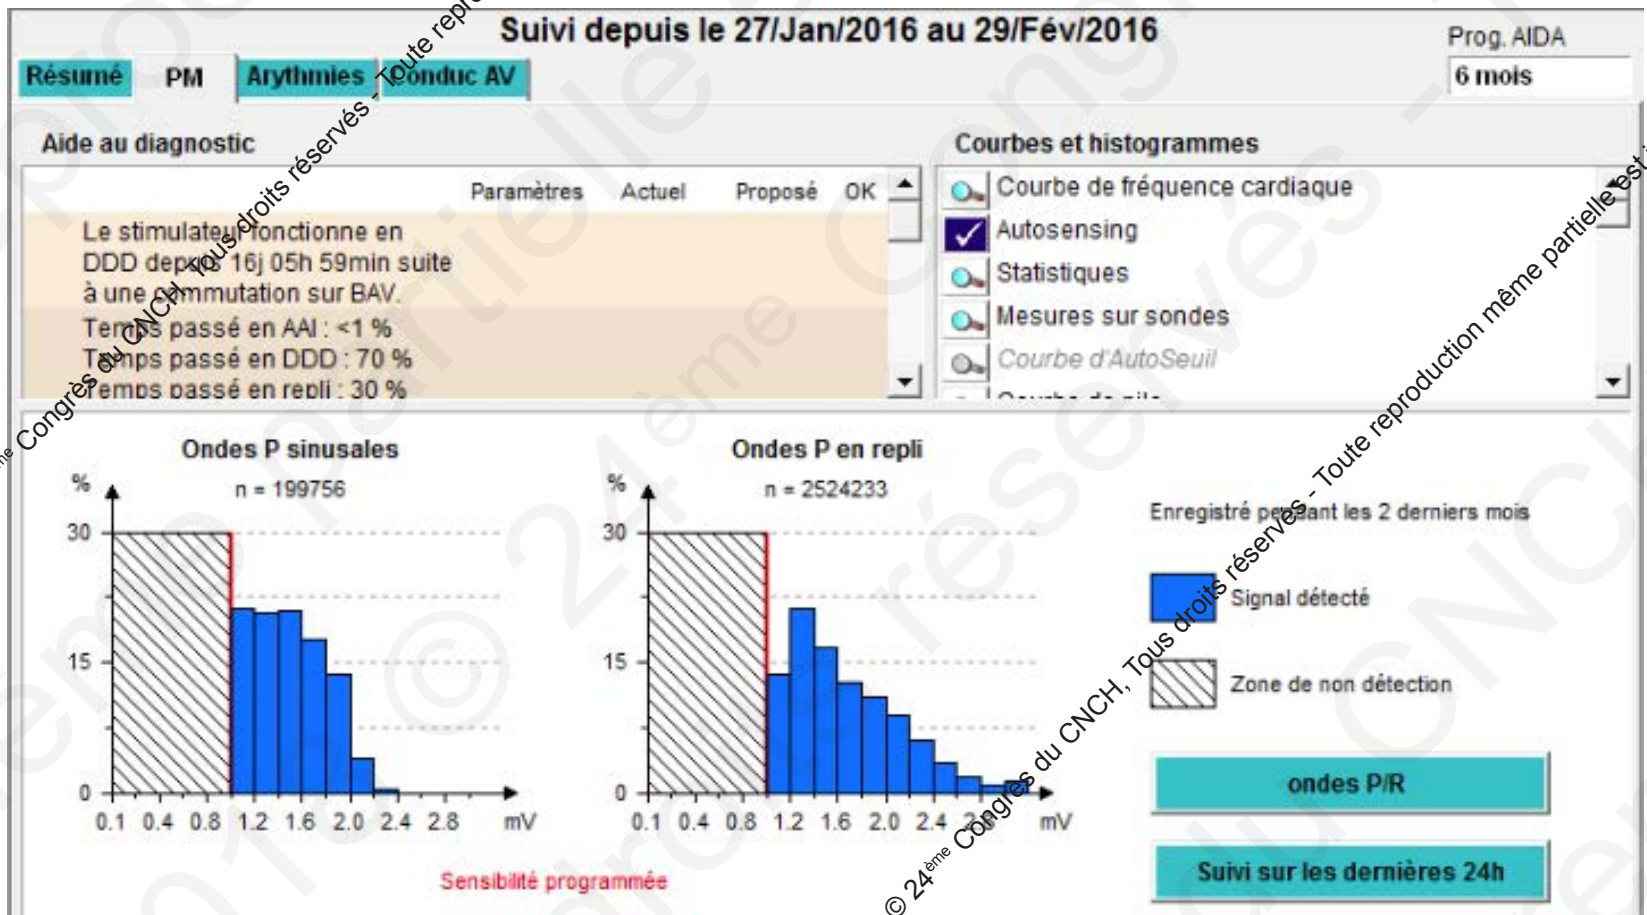 Suivi depuis le 27/Jan/2016 au 29/Fév/2016
Prog. AIDA
6 mois
Résumé PM Arythmies Conduc AV
Aide au diagnostic
Paramètres Actuel Proposé OK
Le stimulateur fonctionne en
DDD depuis 16j 05h 59min suite
à une commutation sur BAV.
Temps passé en AAI : <1 %
Temps passé en DDD : 70 %
Temps passé en repli : 30 %
Courbes et histogrammes
Courbe de fréquence cardiaque
Autosensing
Statistiques
Mesures sur sondes
Courbe d'AutoSeuil
Ondes P sinusales
n = 199756
%
30
15
0
0.1 0.4 0.8 1.2 1.6 2.0 2.4 2.8 mV
Ondes P en repli
n = 2524233
%
30
15
0
0.1 0.4 0.8 1.2 1.6 2.0 2.4 2.8 mV
Sensibilité programmée
Enregistré pendant les 2 derniers mois
Signal détecté
Zone de non détection
ondes P/R
Suivi sur les dernières 24h
Congrès du CNCH, Tous droits réservés - Toute repro
© 24ème Congrès du CNCH, Tous droits réservés - Toute reproduction même partielle est